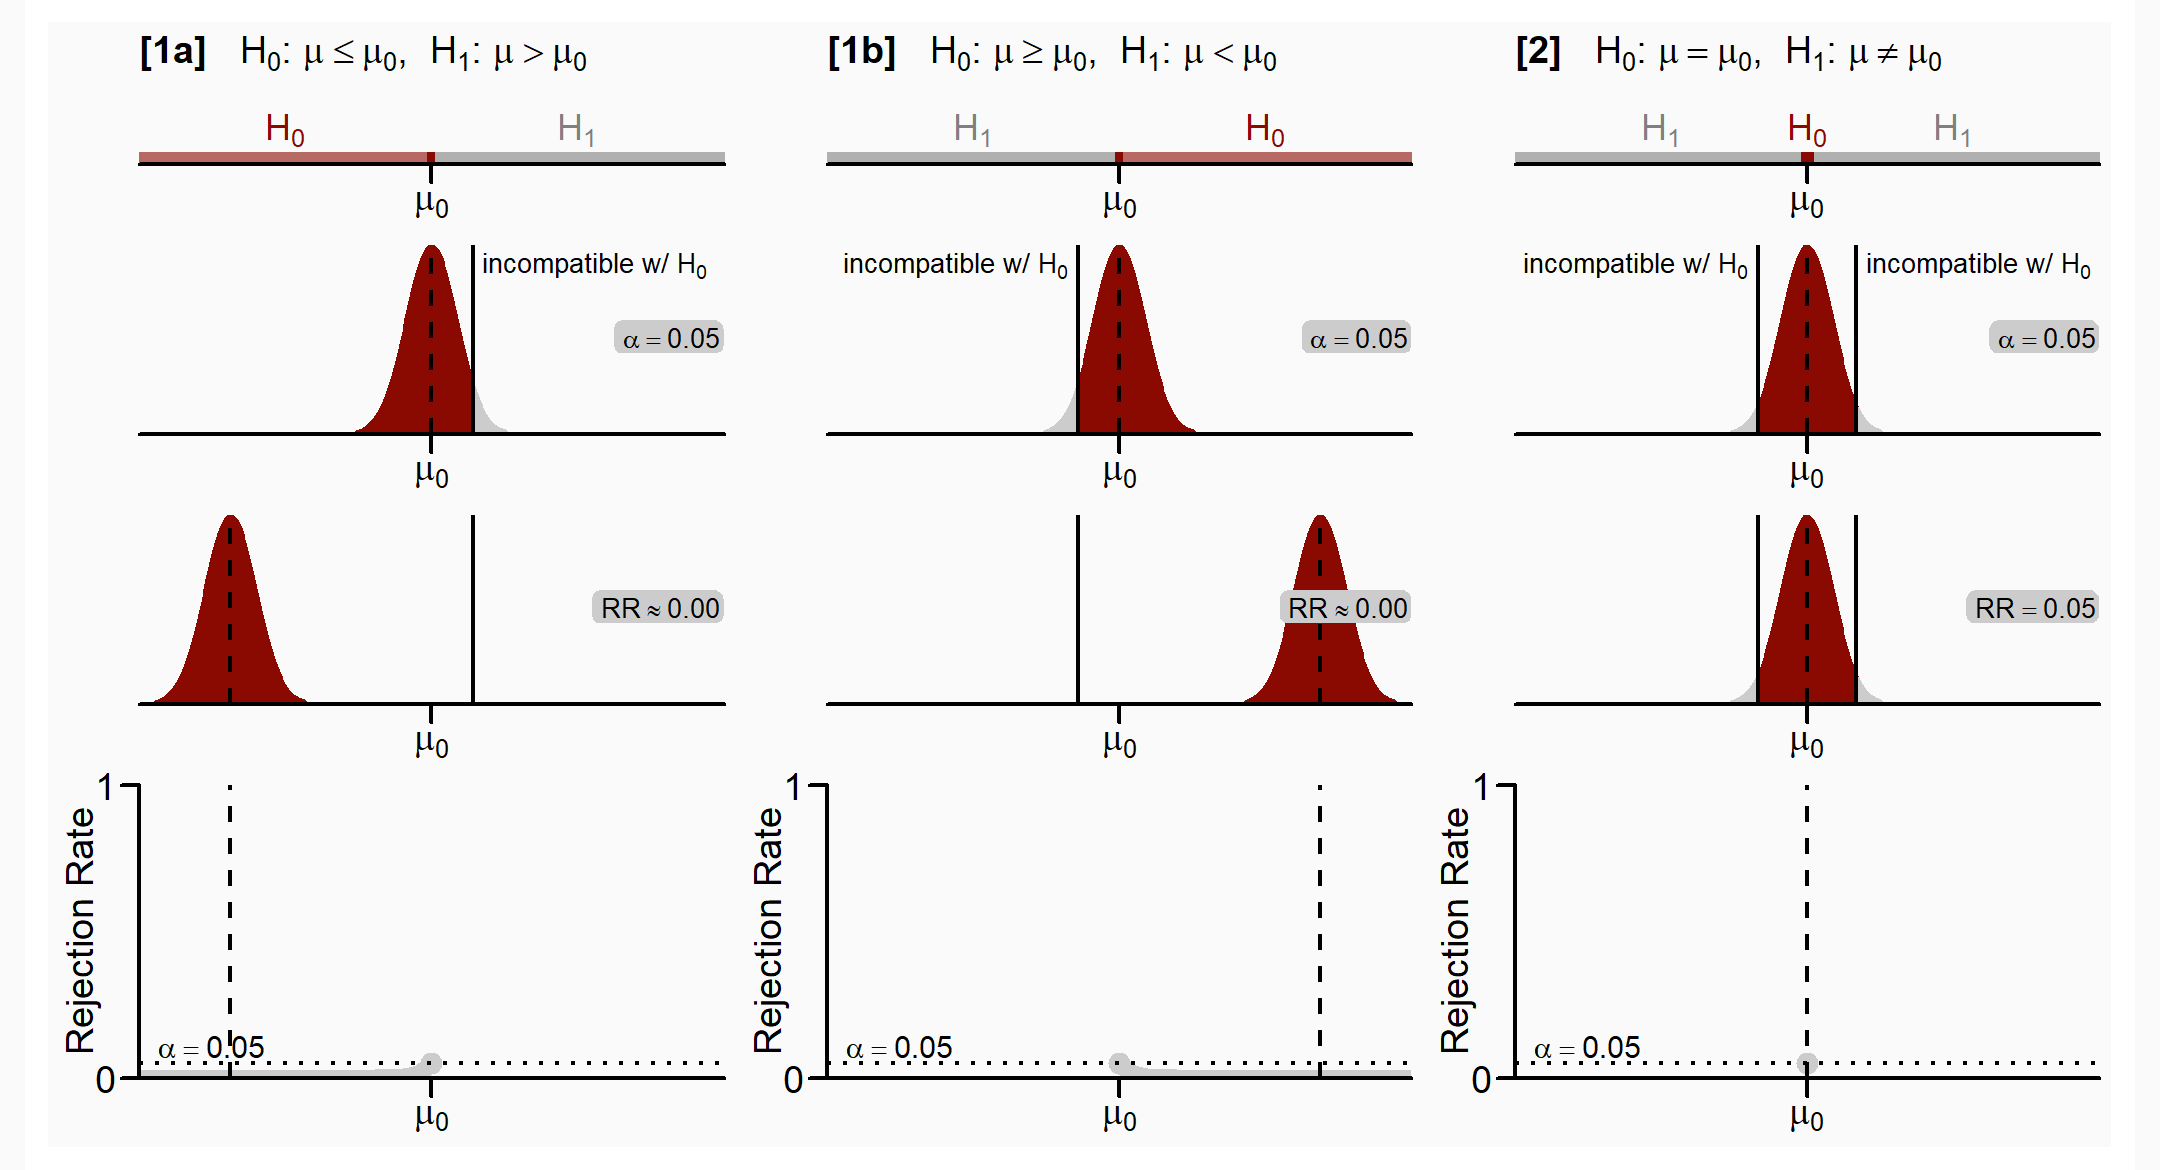 [1a] H₀: μ ≤ μ₀, H₁: μ > μ₀
H₀ H₁
μ₀
incompatible w/ H₀
α = 0.05
μ₀
RR ≈ 0.00
μ₀
1
Rejection Rate
α = 0.05
0
μ₀
[1b] H₀: μ ≥ μ₀, H₁: μ < μ₀
H₁ H₀
μ₀
incompatible w/ H₀
α = 0.05
μ₀
RR ≈ 0.00
μ₀
1
Rejection Rate
α = 0.05
0
μ₀
[2] H₀: μ = μ₀, H₁: μ ≠ μ₀
H₁ H₀ H₁
μ₀
incompatible w/ H₀ incompatible w/ H₀
α = 0.05
μ₀
RR = 0.05
μ₀
1
Rejection Rate
α = 0.05
0
μ₀